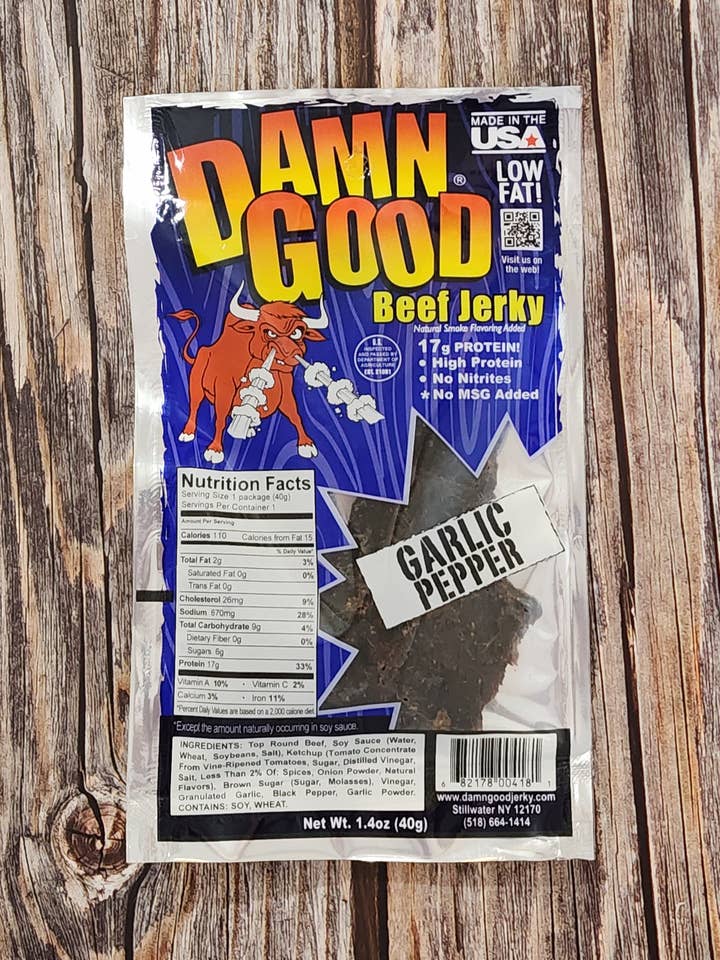 MADE IN THE
USA
DAMN
GOOD®
LOW
FAT!
Visit us on
the web!
Beef Jerky
Natural Smoke Flavoring Added
17g PROTEIN!
• High Protein
• No Nitrites
* No MSG Added
U.S.
INSPECTED
AND PASSED BY
DEPARTMENT OF
AGRICULTURE
GARLIC
PEPPER
Nutrition Facts
Serving Size 1 package (40g)
Servings Per Container 1
Amount Per Serving
Calories 110 Calories from Fat 15
% Daily Value*
Total Fat 2g 3%
Saturated Fat 0g 0%
Trans Fat 0g
Cholesterol 26mg 9%
Sodium 670mg 28%
Total Carbohydrate 9g 4%
Dietary Fiber 0g 0%
Sugars 6g
Protein 17g 33%
Vitamin A 10% • Vitamin C 2%
Calcium 3% • Iron 11%
*Percent Daily Values are based on a 2,000 calorie diet
*Except the amount naturally occurring in soy sauce.
INGREDIENTS: Top Round Beef, Soy Sauce (Water,
Wheat, Soybeans, Salt), Ketchup (Tomato Concentrate
From Vine-Ripened Tomatoes, Sugar, Distilled Vinegar,
Salt, Less Than 2% Of: Spices, Onion Powder, Natural
Flavors), Brown Sugar (Sugar, Molasses), Vinegar,
Granulated Garlic, Black Pepper, Garlic Powder.
CONTAINS: SOY, WHEAT.
Net Wt. 1.4oz (40g)
6 82178 00418 1
www.damngoodjerky.com
Stillwater NY 12170
(518) 664-1414